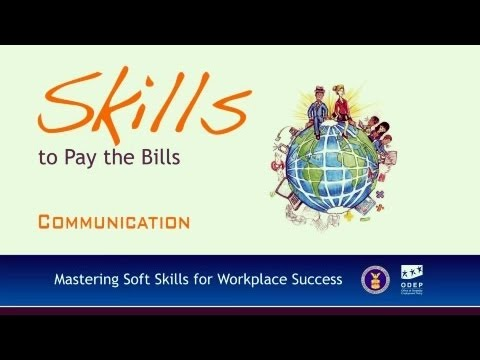 Skills
to Pay the Bills
COMMUNICATION
Mastering Soft Skills for Workplace Success
ODEP